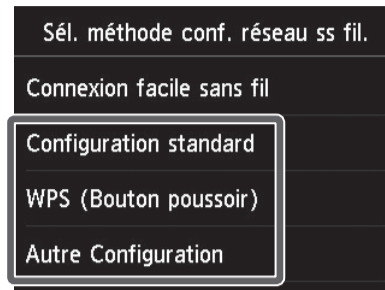 Sél. méthode conf. réseau ss fil.
Connexion facile sans fil
Configuration standard
WPS (Bouton poussoir)
Autre Configuration